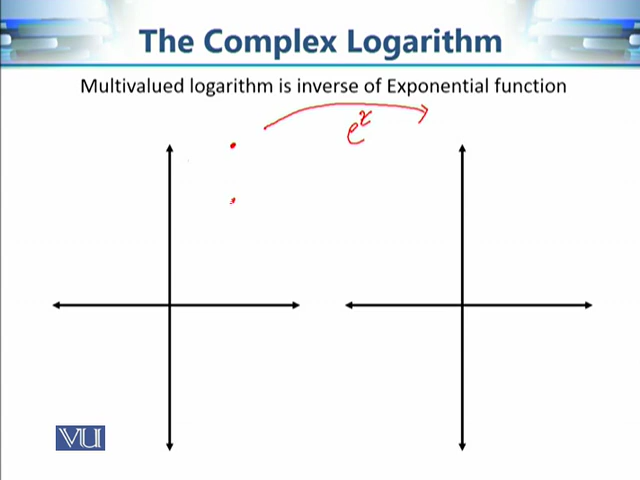 The Complex Logarithm
Multivalued logarithm is inverse of Exponential function
e^z
VU